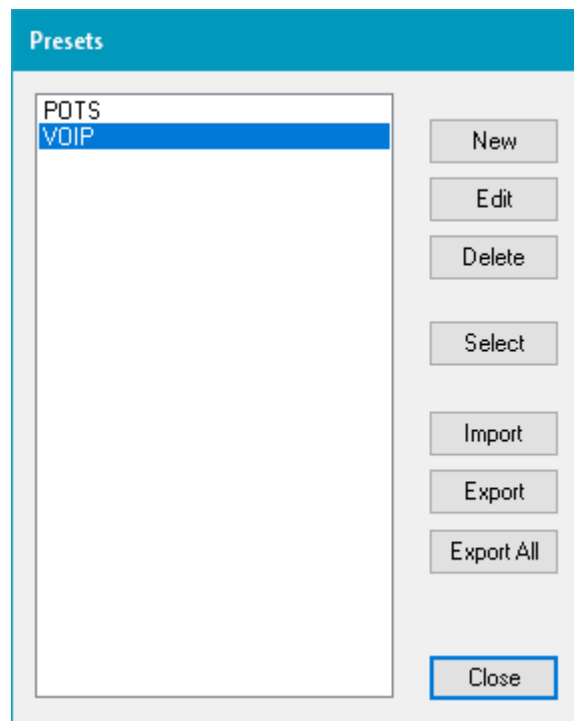 Presets
POTS
VOIP
New
Edit
Delete
Select
Import
Export
Export All
Close